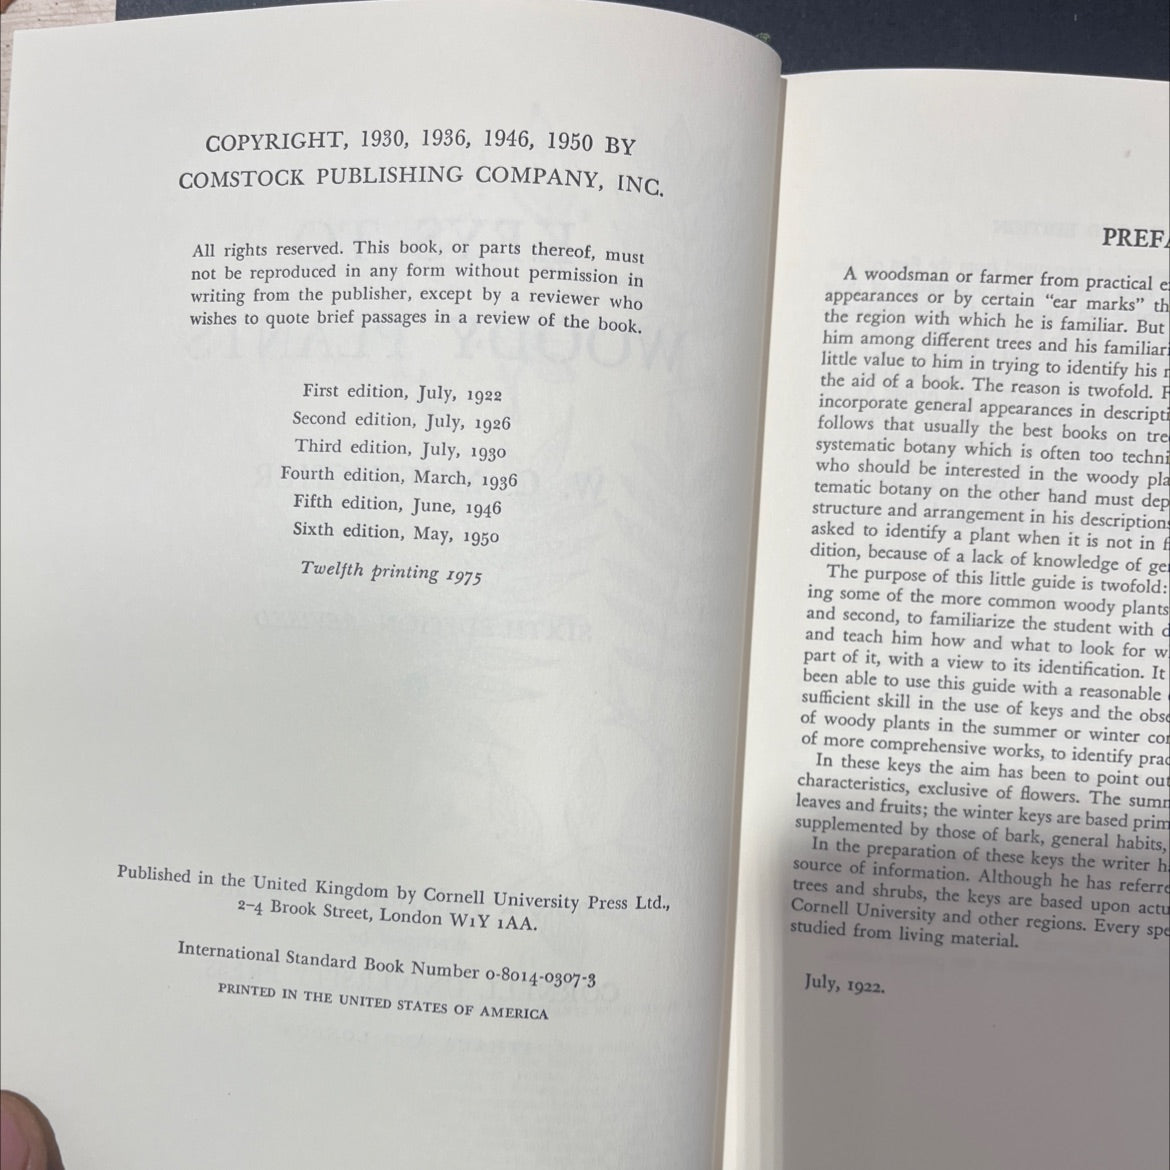 COPYRIGHT, 1930, 1936, 1946, 1950 BY
COMSTOCK PUBLISHING COMPANY, INC.
All rights reserved. This book, or parts thereof, must
not be reproduced in any form without permission in
writing from the publisher, except by a reviewer who
wishes to quote brief passages in a review of the book.
First edition, July, 1922
Second edition, July, 1926
Third edition, July, 1930
Fourth edition, March, 1936
Fifth edition, June, 1946
Sixth edition, May, 1950
Twelfth printing 1975
Published in the United Kingdom by Cornell University Press Ltd.,
2–4 Brook Street, London W1Y 1AA.
International Standard Book Number 0-8014-0307-3
PRINTED IN THE UNITED STATES OF AMERICA
PREFA
A woodsman or farmer from practical e
appearances or by certain “ear marks” th
the region with which he is familiar. But
him among different trees and his familiari
little value to him in trying to identify his
the aid of a book. The reason is twofold. F
incorporate general appearances in descripti
follows that usually the best books on tre
systematic botany which is often too techni
who should be interested in the woody pla
tematic botany on the other hand must dep
structure and arrangement in his descriptions
asked to identify a plant when it is not in f
dition, because of a lack of knowledge of ge
The purpose of this little guide is twofold:
ing some of the more common woody plants
and second, to familiarize the student with d
and teach him how and what to look for w
part of it, with a view to its identification. It
been able to use this guide with a reasonable
sufficient skill in the use of keys and the obse
of woody plants in the summer or winter con
of more comprehensive works, to identify prac
In these keys the aim has been to point out
characteristics, exclusive of flowers. The summ
leaves and fruits; the winter keys are based prim
supplemented by those of bark, general habits,
In the preparation of these keys the writer h
source of information. Although he has referre
trees and shrubs, the keys are based upon actu
Cornell University and other regions. Every spe
studied from living material.
July, 1922.